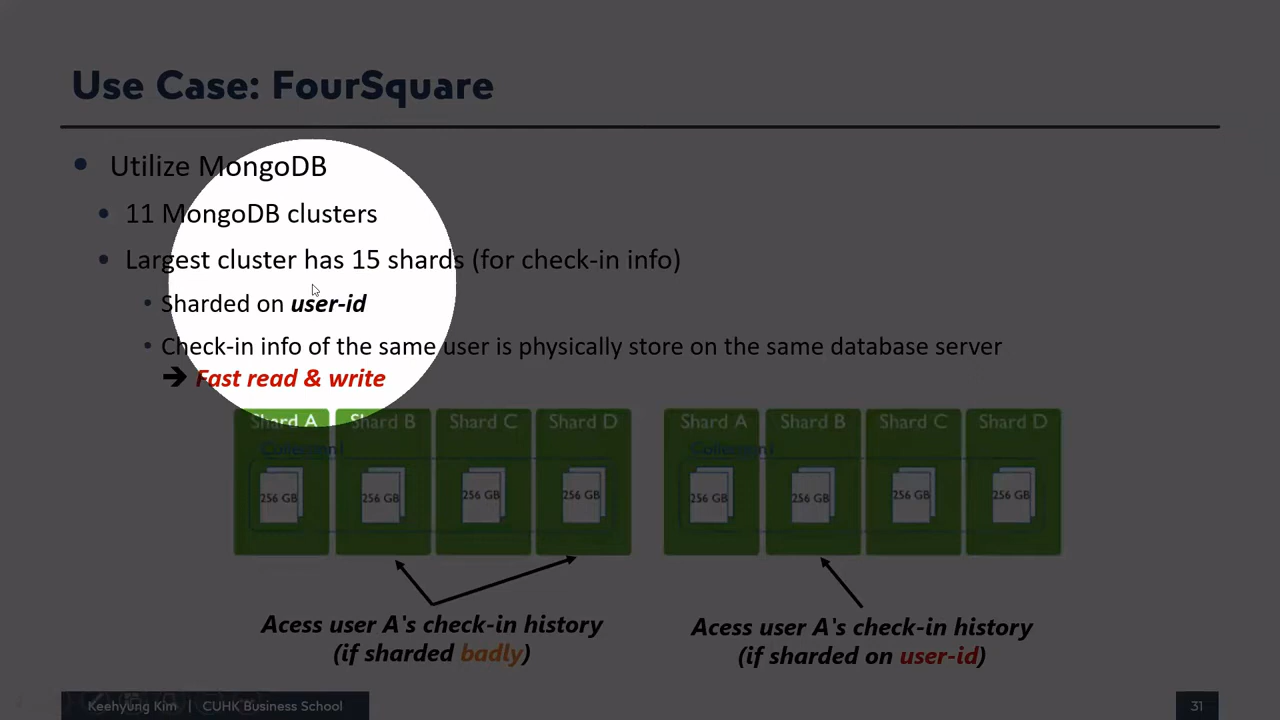 Use Case: FourSquare
Utilize MongoDB
11 MongoDB clusters
Largest cluster has 15 shards (for check-in info)
Sharded on user-id
Check-in info of the same user is physically store on the same database server
➔ Fast read & write
Shard A Shard B Shard C Shard D Shard A Shard B Shard C Shard D
Collection1 Collection1
256 GB 256 GB 256 GB 256 GB 256 GB 256 GB 256 GB 256 GB
Acess user A's check-in history
(if sharded badly)
Acess user A's check-in history
(if sharded on user-id)
Keehyung Kim | CUHK Business School
31